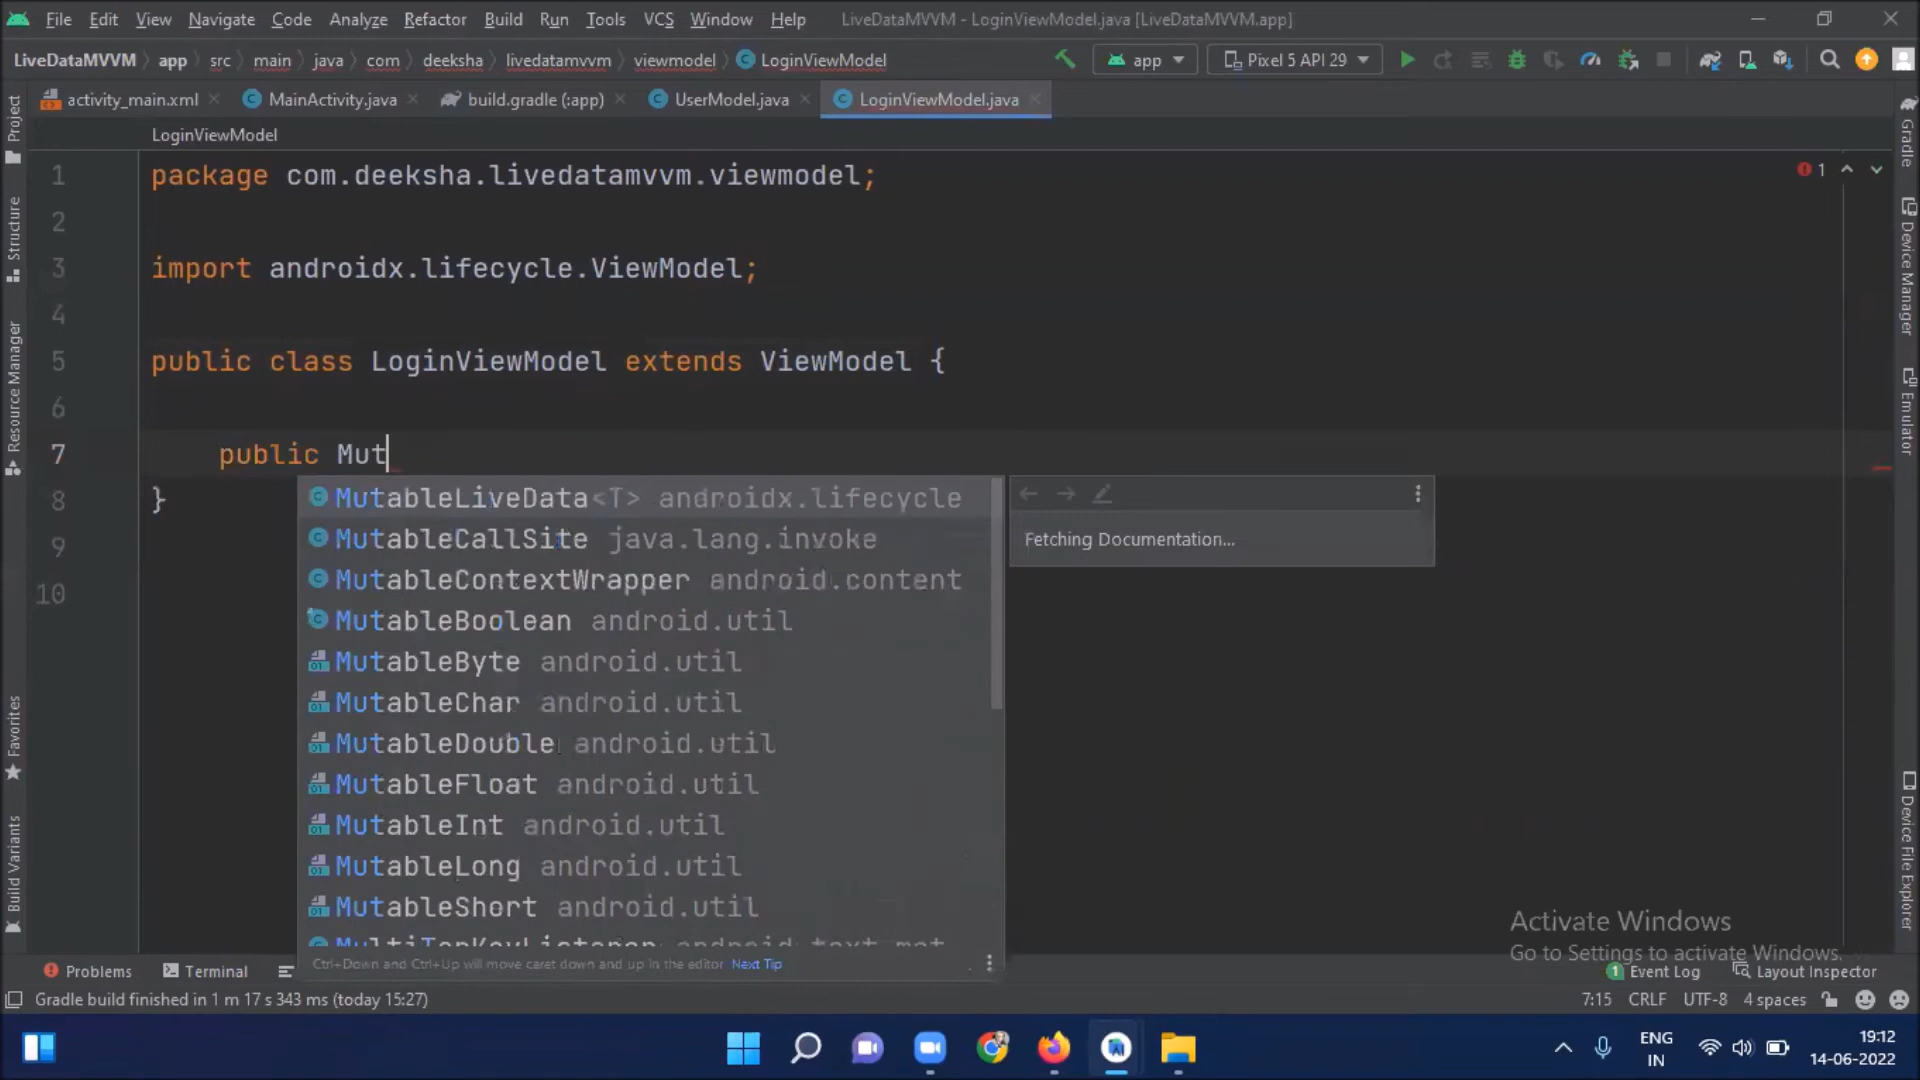 File Edit View Navigate Code Analyze Refactor Build Run Tools VCS Window Help LiveDataMVVM - LoginViewModel.java [LiveDataMVVM.app]
LiveDataMVVM app src main java com deeksha livedatamvvm viewmodel LoginViewModel app Pixel 5 API 29
activity_main.xml MainActivity.java build.gradle (:app) UserModel.java LoginViewModel.java
LoginViewModel
1 package com.deeksha.livedatamvvm.viewmodel; 1
2
3 import androidx.lifecycle.ViewModel;
4
5 public class LoginViewModel extends ViewModel {
6
7 public Mut
8 }
9
10
MutableLiveData<T> androidx.lifecycle
MutableCallSite java.lang.invoke
MutableContextWrapper android.content
MutableBoolean android.util
MutableByte android.util
MutableChar android.util
MutableDouble android.util
MutableFloat android.util
MutableInt android.util
MutableLong android.util
MutableShort android.util
MultiTapKeyListener android.text.met
Ctrl+Down and Ctrl+Up will move caret down and up in the editor Next Tip
Fetching Documentation...
Project
Structure
Resource Manager
Favorites
Build Variants
Gradle
Device Manager
Emulator
Device File Explorer
Activate Windows
Go to Settings to activate Windows.
Problems Terminal 1 Event Log Layout Inspector
Gradle build finished in 1 m 17 s 343 ms (today 15:27) 7:15 CRLF UTF-8 4 spaces
ENG
IN
19:12
14-06-2022